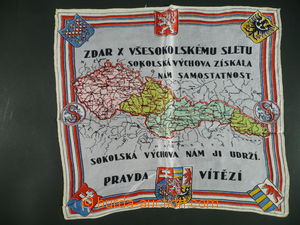 ZDAR X VŠESOKOLSKÉMU SLETU
SOKOLSKÁ VÝCHOVA ZÍSKALA
NÁM SAMOSTATNOST.
SOKOLSKÁ VÝCHOVA NÁM JI UDRŽÍ.
PRAVDA VÍTĚZÍ